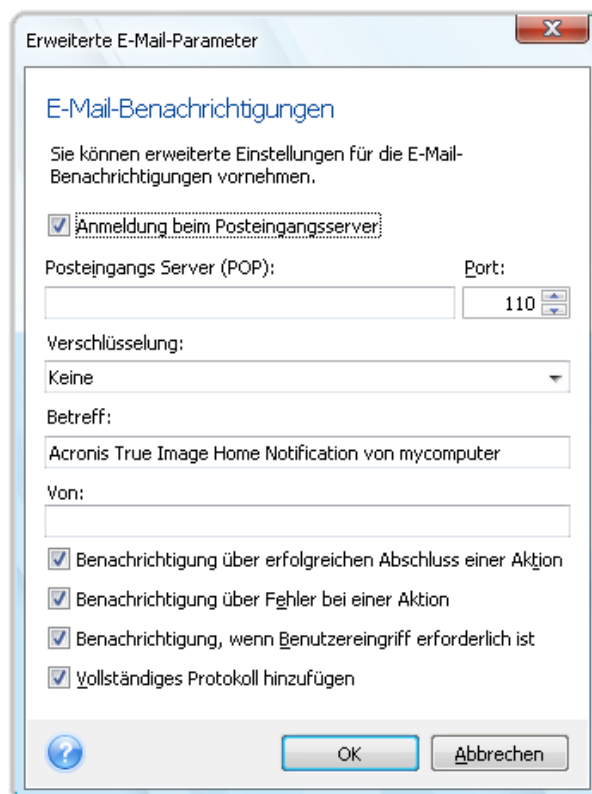 Erweiterte E-Mail-Parameter
E-Mail-Benachrichtigungen
Sie können erweiterte Einstellungen für die E-Mail-
Benachrichtigungen vornehmen.
Anmeldung beim Posteingangsserver
Posteingangs Server (POP): Port:
110
Verschlüsselung:
Keine
Betreff:
Acronis True Image Home Notification von mycomputer
Von:
Benachrichtigung über erfolgreichen Abschluss einer Aktion
Benachrichtigung über Fehler bei einer Aktion
Benachrichtigung, wenn Benutzereingriff erforderlich ist
Vollständiges Protokoll hinzufügen
? OK Abbrechen